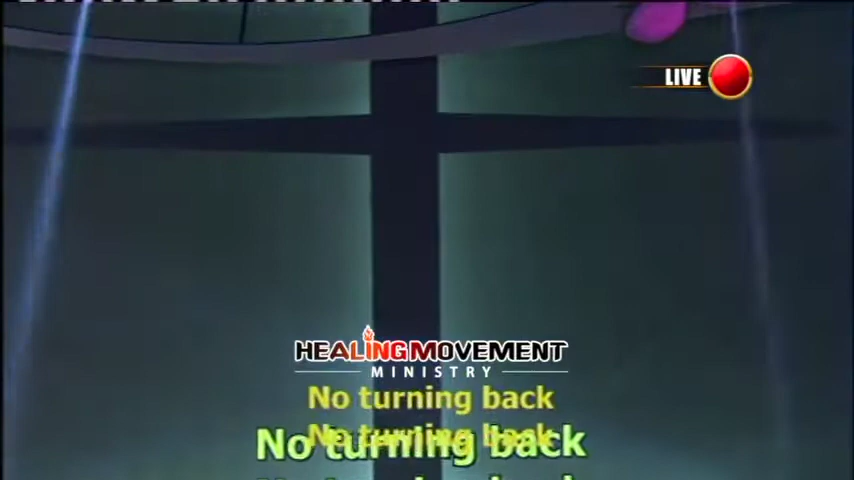 LIVE
HEALINGMOVEMENT
MINISTRY
No turning back
No turning back
No turning back